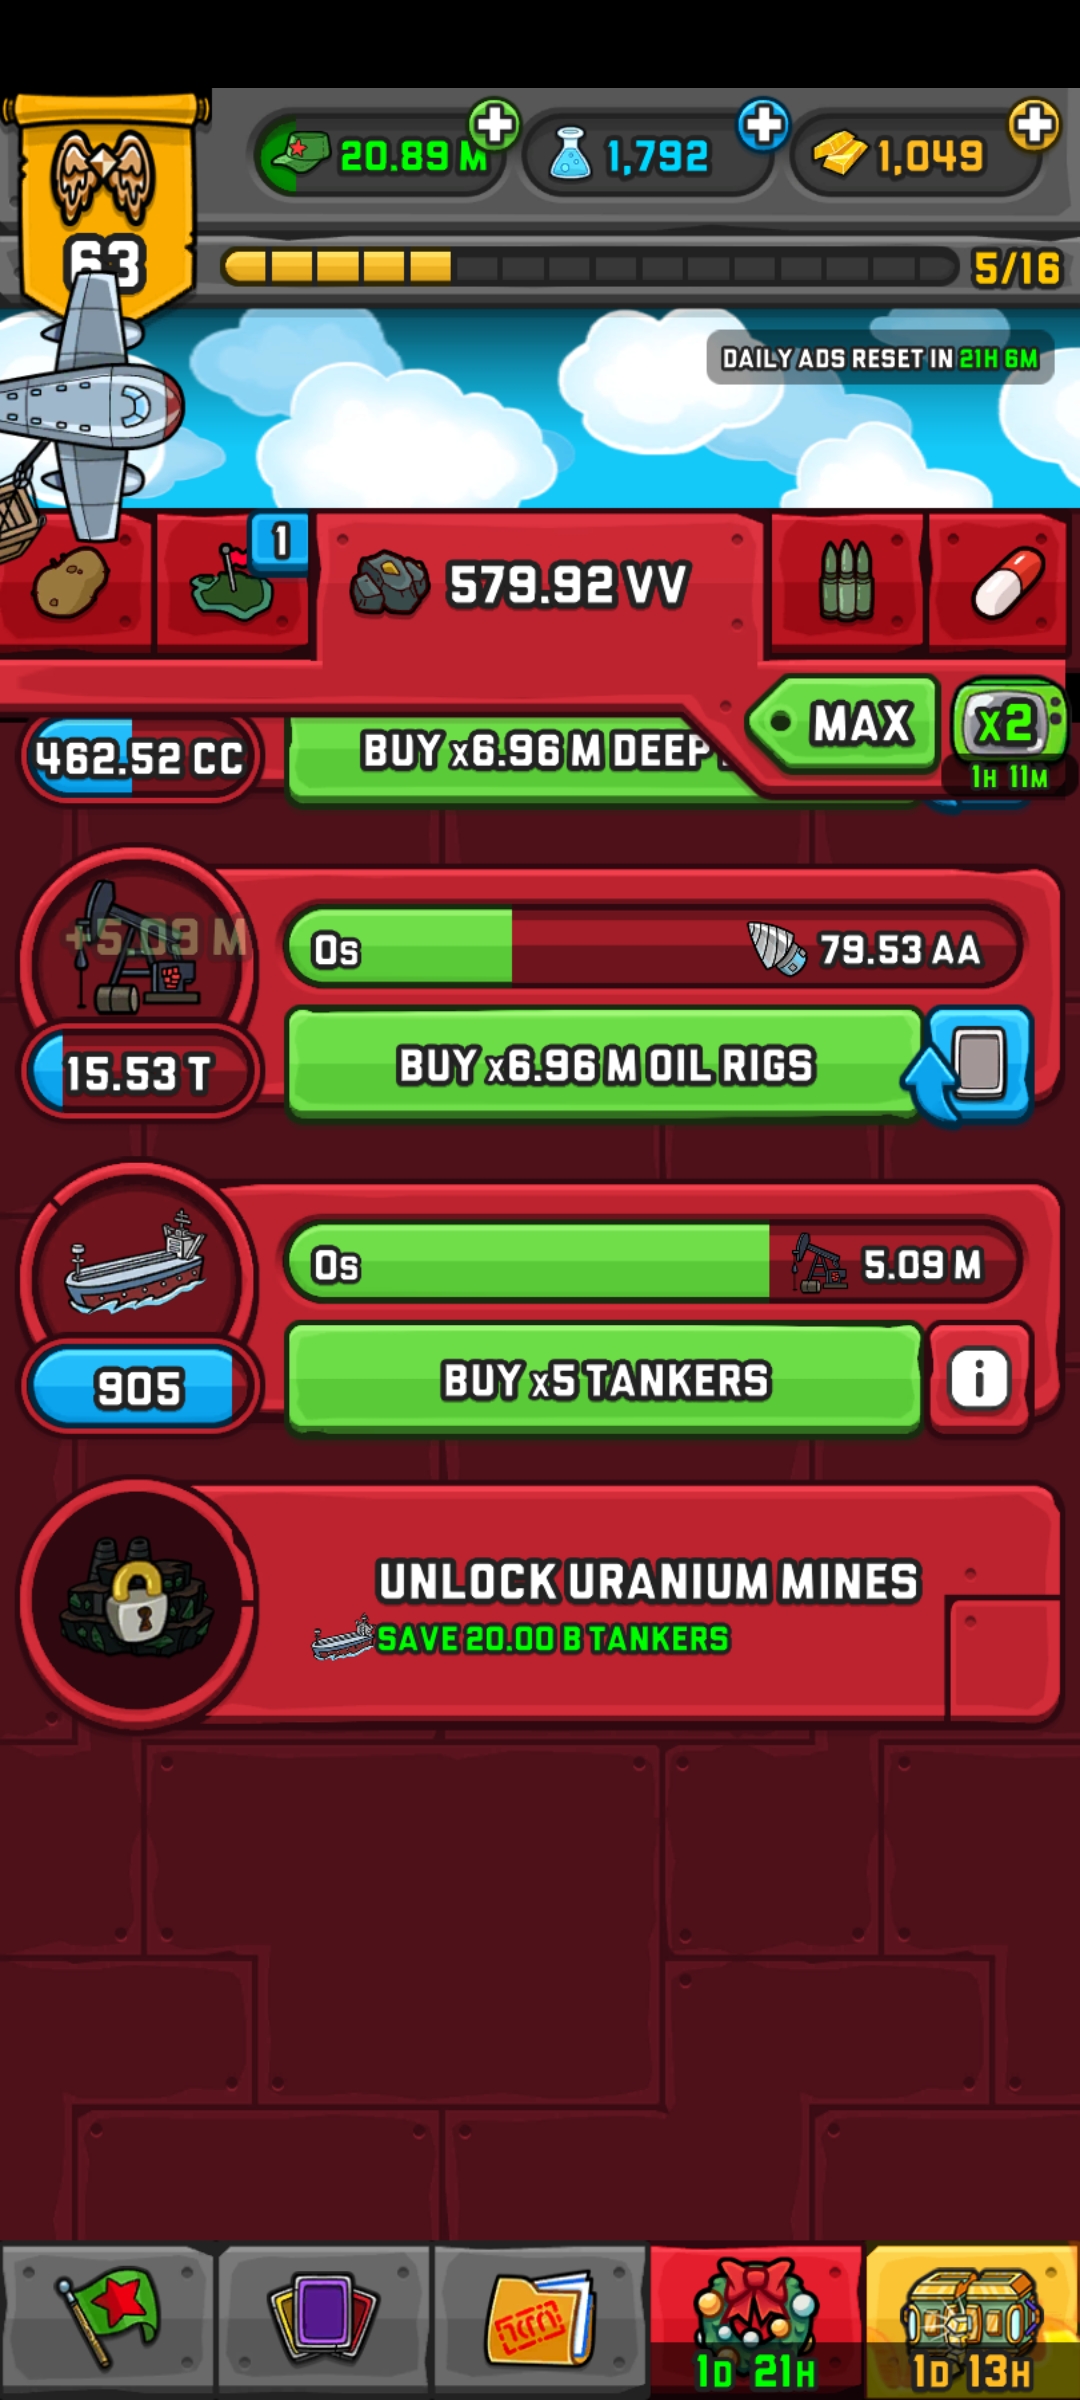 20.89 M
1,792
1,049
63
5/16
DAILY ADS RESET IN 21H 6M
1
579.92 VV
MAX
x2
1H 11M
462.52 CC
BUY x6.96 M DEEP
+5.09 M
0s
79.53 AA
15.53 T
BUY x6.96 M OIL RIGS
0s
5.09 M
905
BUY x5 TANKERS
i
UNLOCK URANIUM MINES
SAVE 20.00 B TANKERS
1D 21H
1D 13H